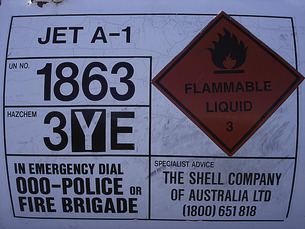 JET A-1
UN NO.
1863
HAZCHEM
3YE
FLAMMABLE
LIQUID
3
IN EMERGENCY DIAL
000-POLICE OR
FIRE BRIGADE
SPECIALIST ADVICE
THE SHELL COMPANY
OF AUSTRALIA LTD
(1800) 651 818